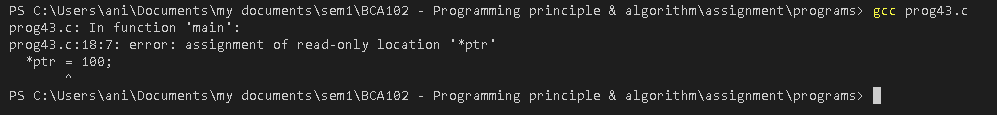 PS C:\Users\ani\Documents\my documents\sem1\BCA102 - Programming principle & algorithm\assignment\programs> gcc prog43.c
prog43.c: In function 'main':
prog43.c:18:7: error: assignment of read-only location '*ptr'
*ptr = 100;
^
PS C:\Users\ani\Documents\my documents\sem1\BCA102 - Programming principle & algorithm\assignment\programs>